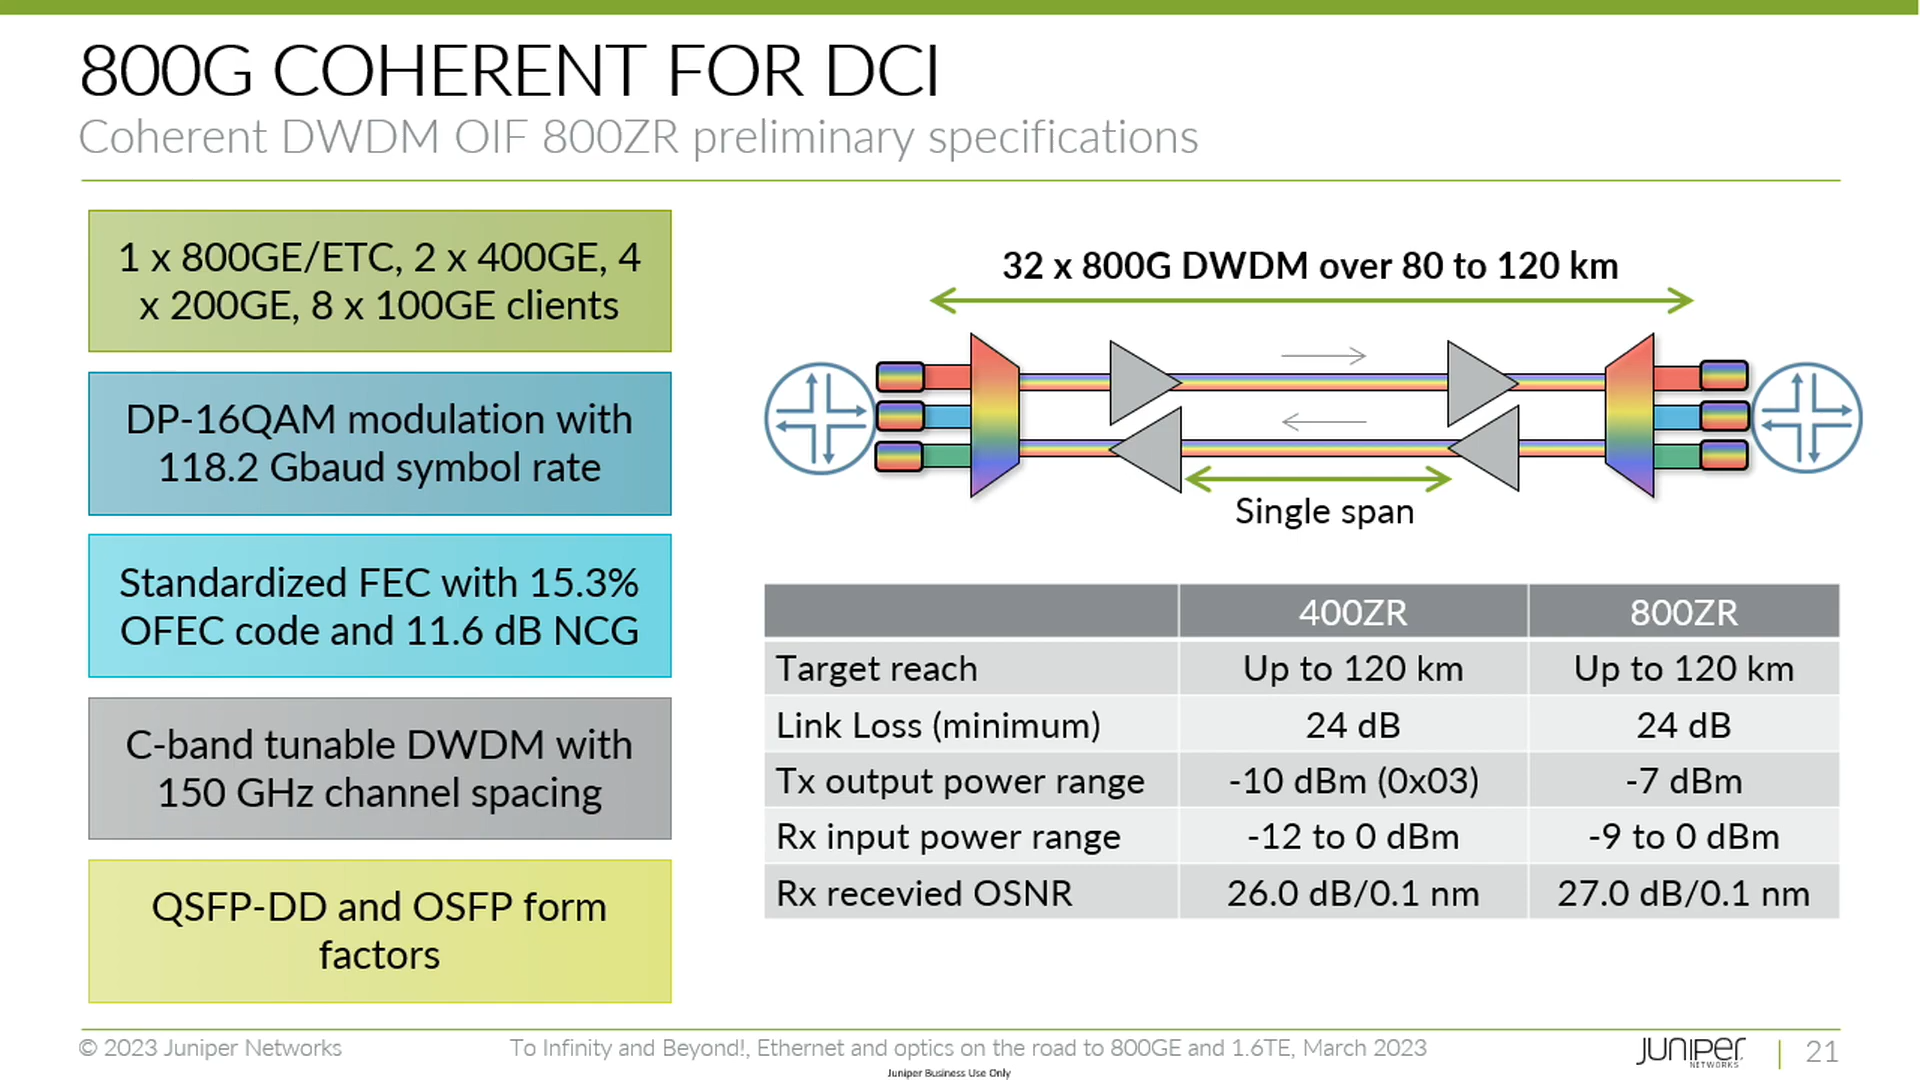 800G COHERENT FOR DCI
Coherent DWDM OIF 800ZR preliminary specifications
1 x 800GE/ETC, 2 x 400GE, 4
x 200GE, 8 x 100GE clients
DP-16QAM modulation with
118.2 Gbaud symbol rate
Standardized FEC with 15.3%
OFEC code and 11.6 dB NCG
C-band tunable DWDM with
150 GHz channel spacing
QSFP-DD and OSFP form
factors
32 x 800G DWDM over 80 to 120 km
Single span
400ZR 800ZR
Target reach Up to 120 km Up to 120 km
Link Loss (minimum) 24 dB 24 dB
Tx output power range -10 dBm (0x03) -7 dBm
Rx input power range -12 to 0 dBm -9 to 0 dBm
Rx recevied OSNR 26.0 dB/0.1 nm 27.0 dB/0.1 nm
© 2023 Juniper Networks
To Infinity and Beyond!, Ethernet and optics on the road to 800GE and 1.6TE, March 2023
Juniper Business Use Only
JUNIPER
NETWORKS
21